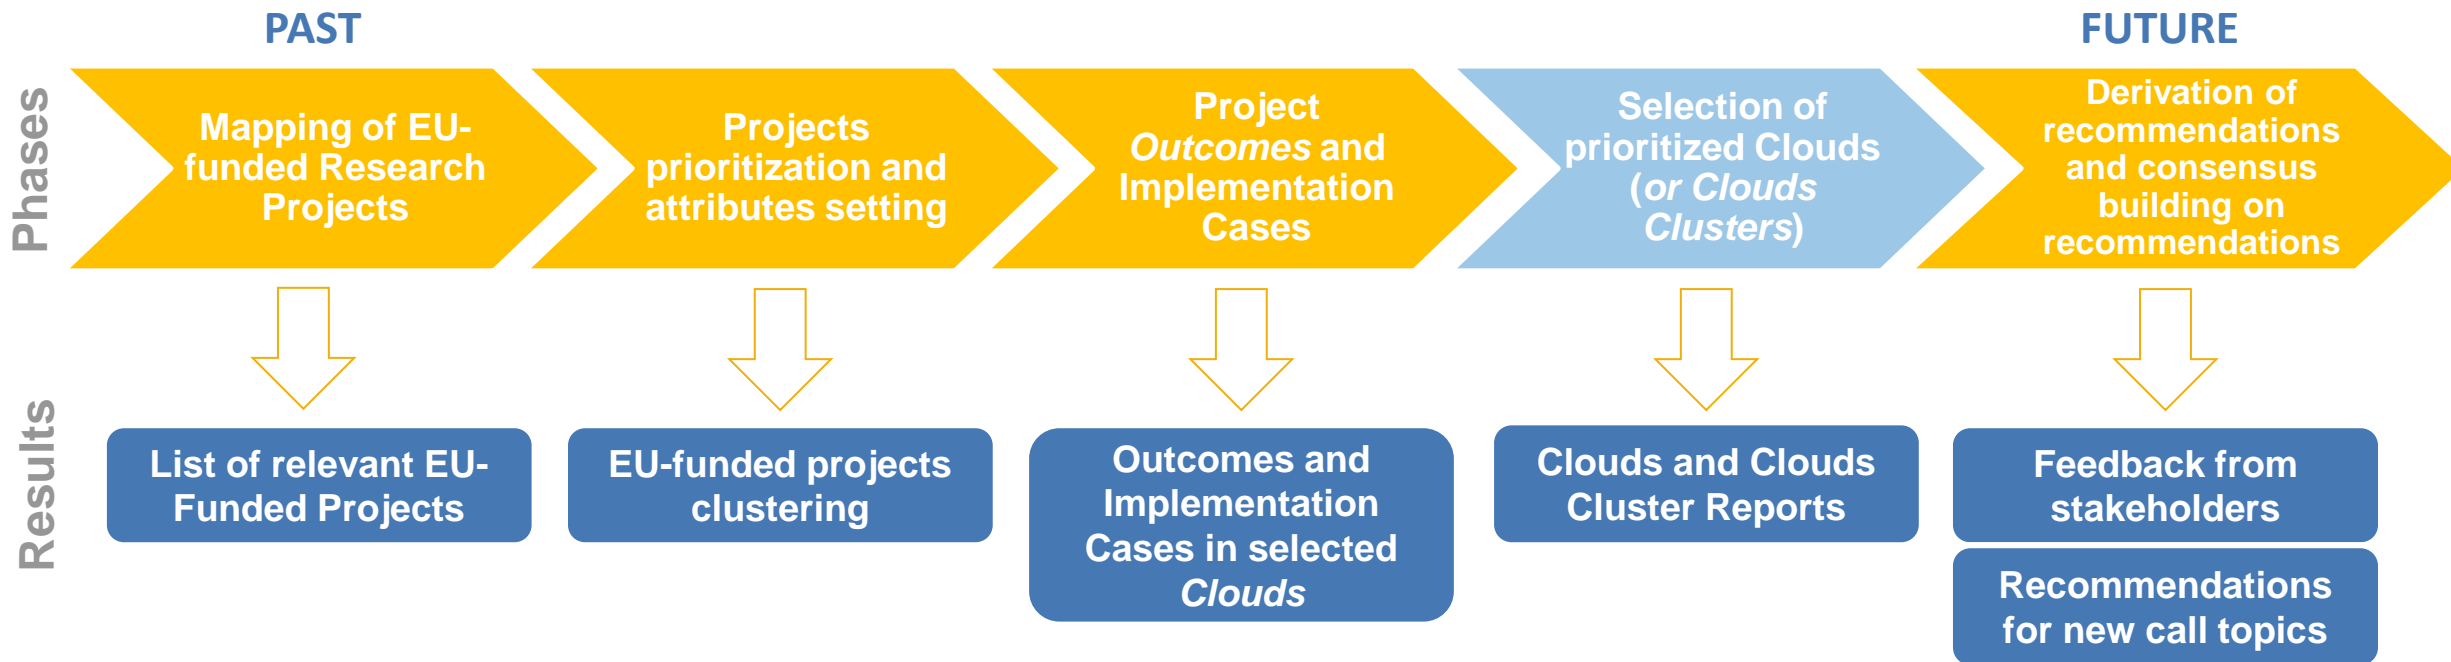 PAST
FUTURE
Phases
Mapping of EU-
funded Research
Projects
Projects
prioritization and
attributes setting
Project
Outcomes and
Implementation
Cases
Selection of
prioritized Clouds
(or Clouds
Clusters)
Derivation of
recommendations
and consensus
building on
recommendations
Results
List of relevant EU-
Funded Projects
EU-funded projects
clustering
Outcomes and
Implementation
Cases in selected
Clouds
Clouds and Clouds
Cluster Reports
Feedback from
stakeholders
Recommendations
for new call topics